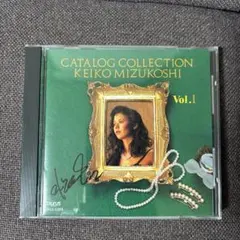 CATALOG COLLECTION
KEIKO MIZUKOSHI
Vol.1